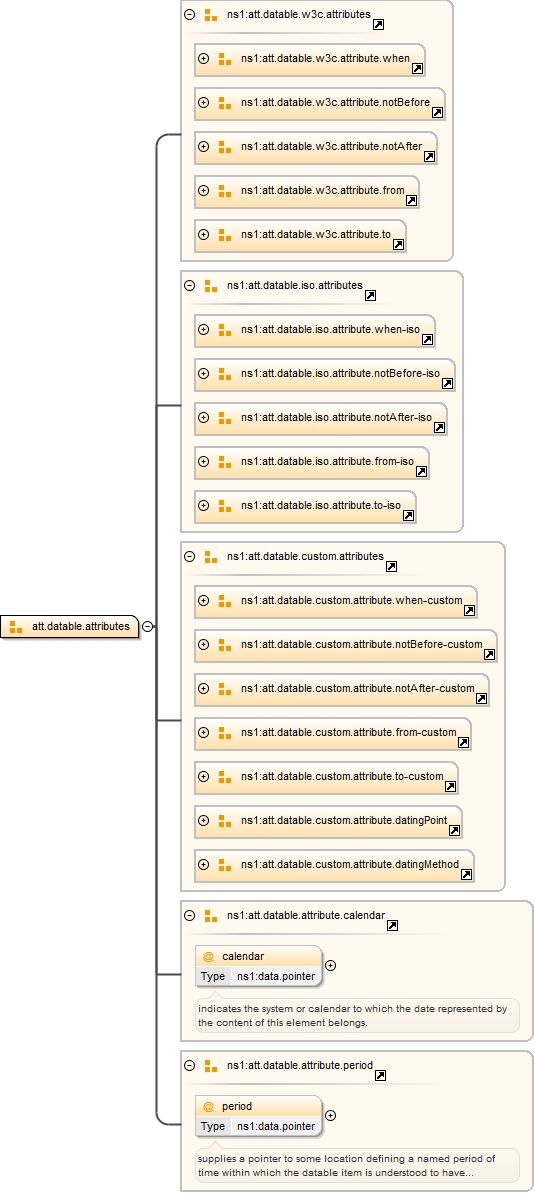 ns1:att.datable.w3c.attributes
ns1:att.datable.w3c.attribute.when
ns1:att.datable.w3c.attribute.notBefore
ns1:att.datable.w3c.attribute.notAfter
ns1:att.datable.w3c.attribute.from
ns1:att.datable.w3c.attribute.to
ns1:att.datable.iso.attributes
ns1:att.datable.iso.attribute.when-iso
ns1:att.datable.iso.attribute.notBefore-iso
ns1:att.datable.iso.attribute.notAfter-iso
ns1:att.datable.iso.attribute.from-iso
ns1:att.datable.iso.attribute.to-iso
ns1:att.datable.custom.attributes
ns1:att.datable.custom.attribute.when-custom
att.datable.attributes
ns1:att.datable.custom.attribute.notBefore-custom
ns1:att.datable.custom.attribute.notAfter-custom
ns1:att.datable.custom.attribute.from-custom
ns1:att.datable.custom.attribute.to-custom
ns1:att.datable.custom.attribute.datingPoint
ns1:att.datable.custom.attribute.datingMethod
ns1:att.datable.attribute.calendar
@ calendar
Type ns1:data.pointer
indicates the system or calendar to which the date represented by
the content of this element belongs.
ns1:att.datable.attribute.period
@ period
Type ns1:data.pointer
supplies a pointer to some location defining a named period of
time within which the datable item is understood to have...